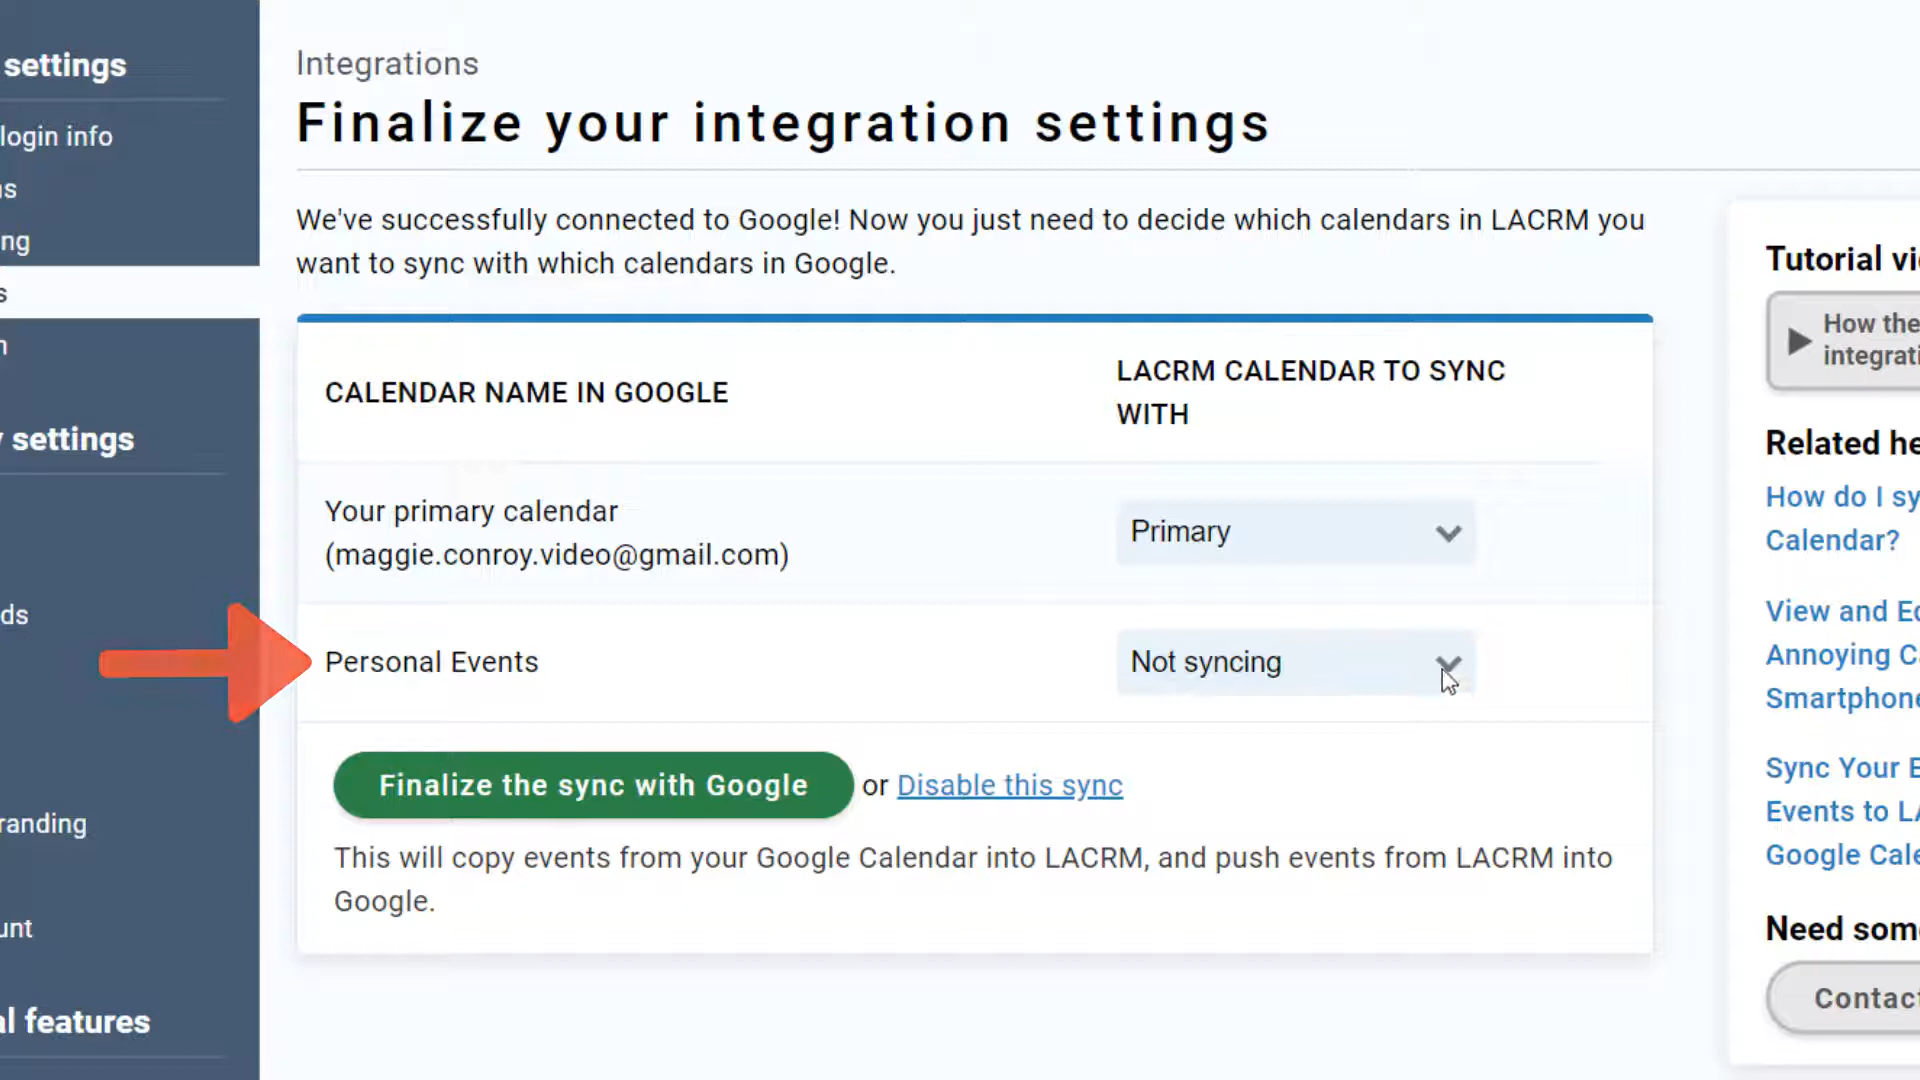 settings
login info
Integrations
Finalize your integration settings
We've successfully connected to Google! Now you just need to decide which calendars in LACRM you
want to sync with which calendars in Google.
CALENDAR NAME IN GOOGLE
LACRM CALENDAR TO SYNC
WITH
Your primary calendar
(maggie.conroy.video@gmail.com)
Primary
Personal Events
Not syncing
Finalize the sync with Google or Disable this sync
This will copy events from your Google Calendar into LACRM, and push events from LACRM into
Google.
settings
randing
unt
al features
Tutorial vi
How the
integrati
Related he
How do I sy
Calendar?
View and Ed
Annoying C
Smartphone
Sync Your E
Events to LA
Google Cale
Need som
Contact